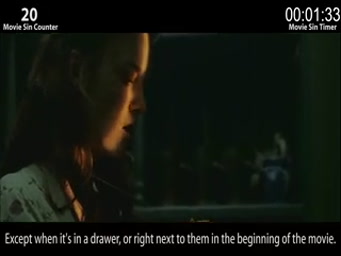 20
Movie Sin Counter
00:01:33
Movie Sin Timer
Except when it's in a drawer, or right next to them in the beginning of the movie.